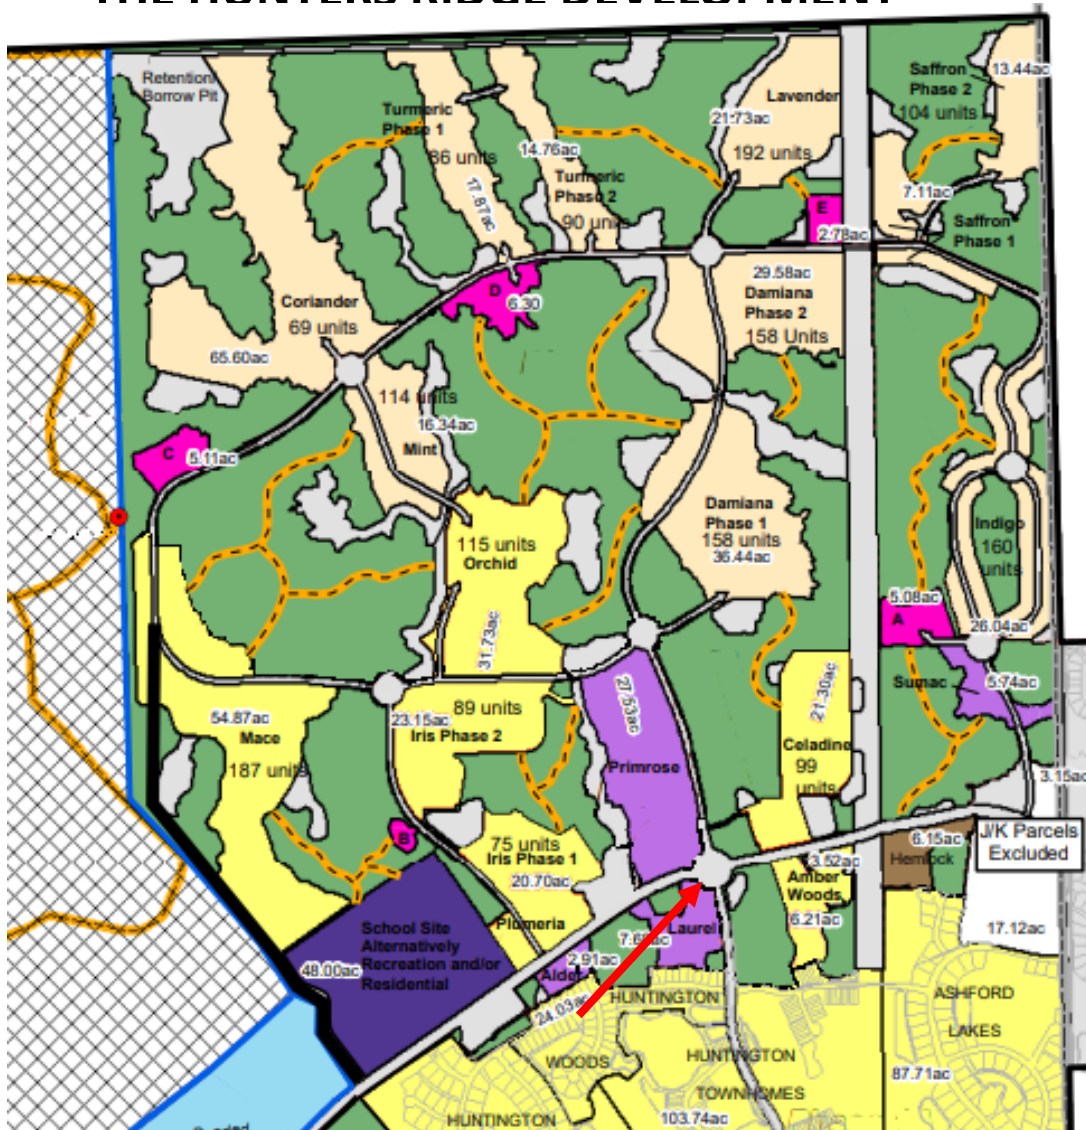 THE HUNTERS RIDGE DEVELOPMENT
Retention/
Borrow Pit
Turmeric
Phase 1
86 units
17.87ac
14.76ac
Turmeric
Phase 2
90 units
Lavender
21.73ac
192 units
Saffron
Phase 2
104 units
13.44ac
7.11ac
Saffron
Phase 1
E
2.78ac
D
6.30
29.58ac
Damiana
Phase 2
158 Units
Coriander
69 units
65.60ac
114 units
16.34ac
Mint
C
5.11ac
Damiana
Phase 1
158 units
36.44ac
Indigo
160
units
115 units
Orchid
31.73ac
5.08ac
A
26.04ac
Sumac
5.74ac
27.53ac
Primrose
21.30ac
Celadine
99
units
54.87ac
Mace
187 units
23.15ac
89 units
Iris Phase 2
B
75 units
Iris Phase 1
20.70ac
Plumeria
3.15ac
J/K Parcels
Excluded
6.15ac
Hemlock
3.52ac
Amber
Woods
6.21ac
17.12ac
School Site
Alternatively
Recreation and/or
Residential
48.00ac
Laurel
2.91ac
Alder
24.03ac
HUNTINGTON
WOODS
HUNTINGTON
TOWNHOMES
103.74ac
HUNTINGTON
ASHFORD
LAKES
87.71ac